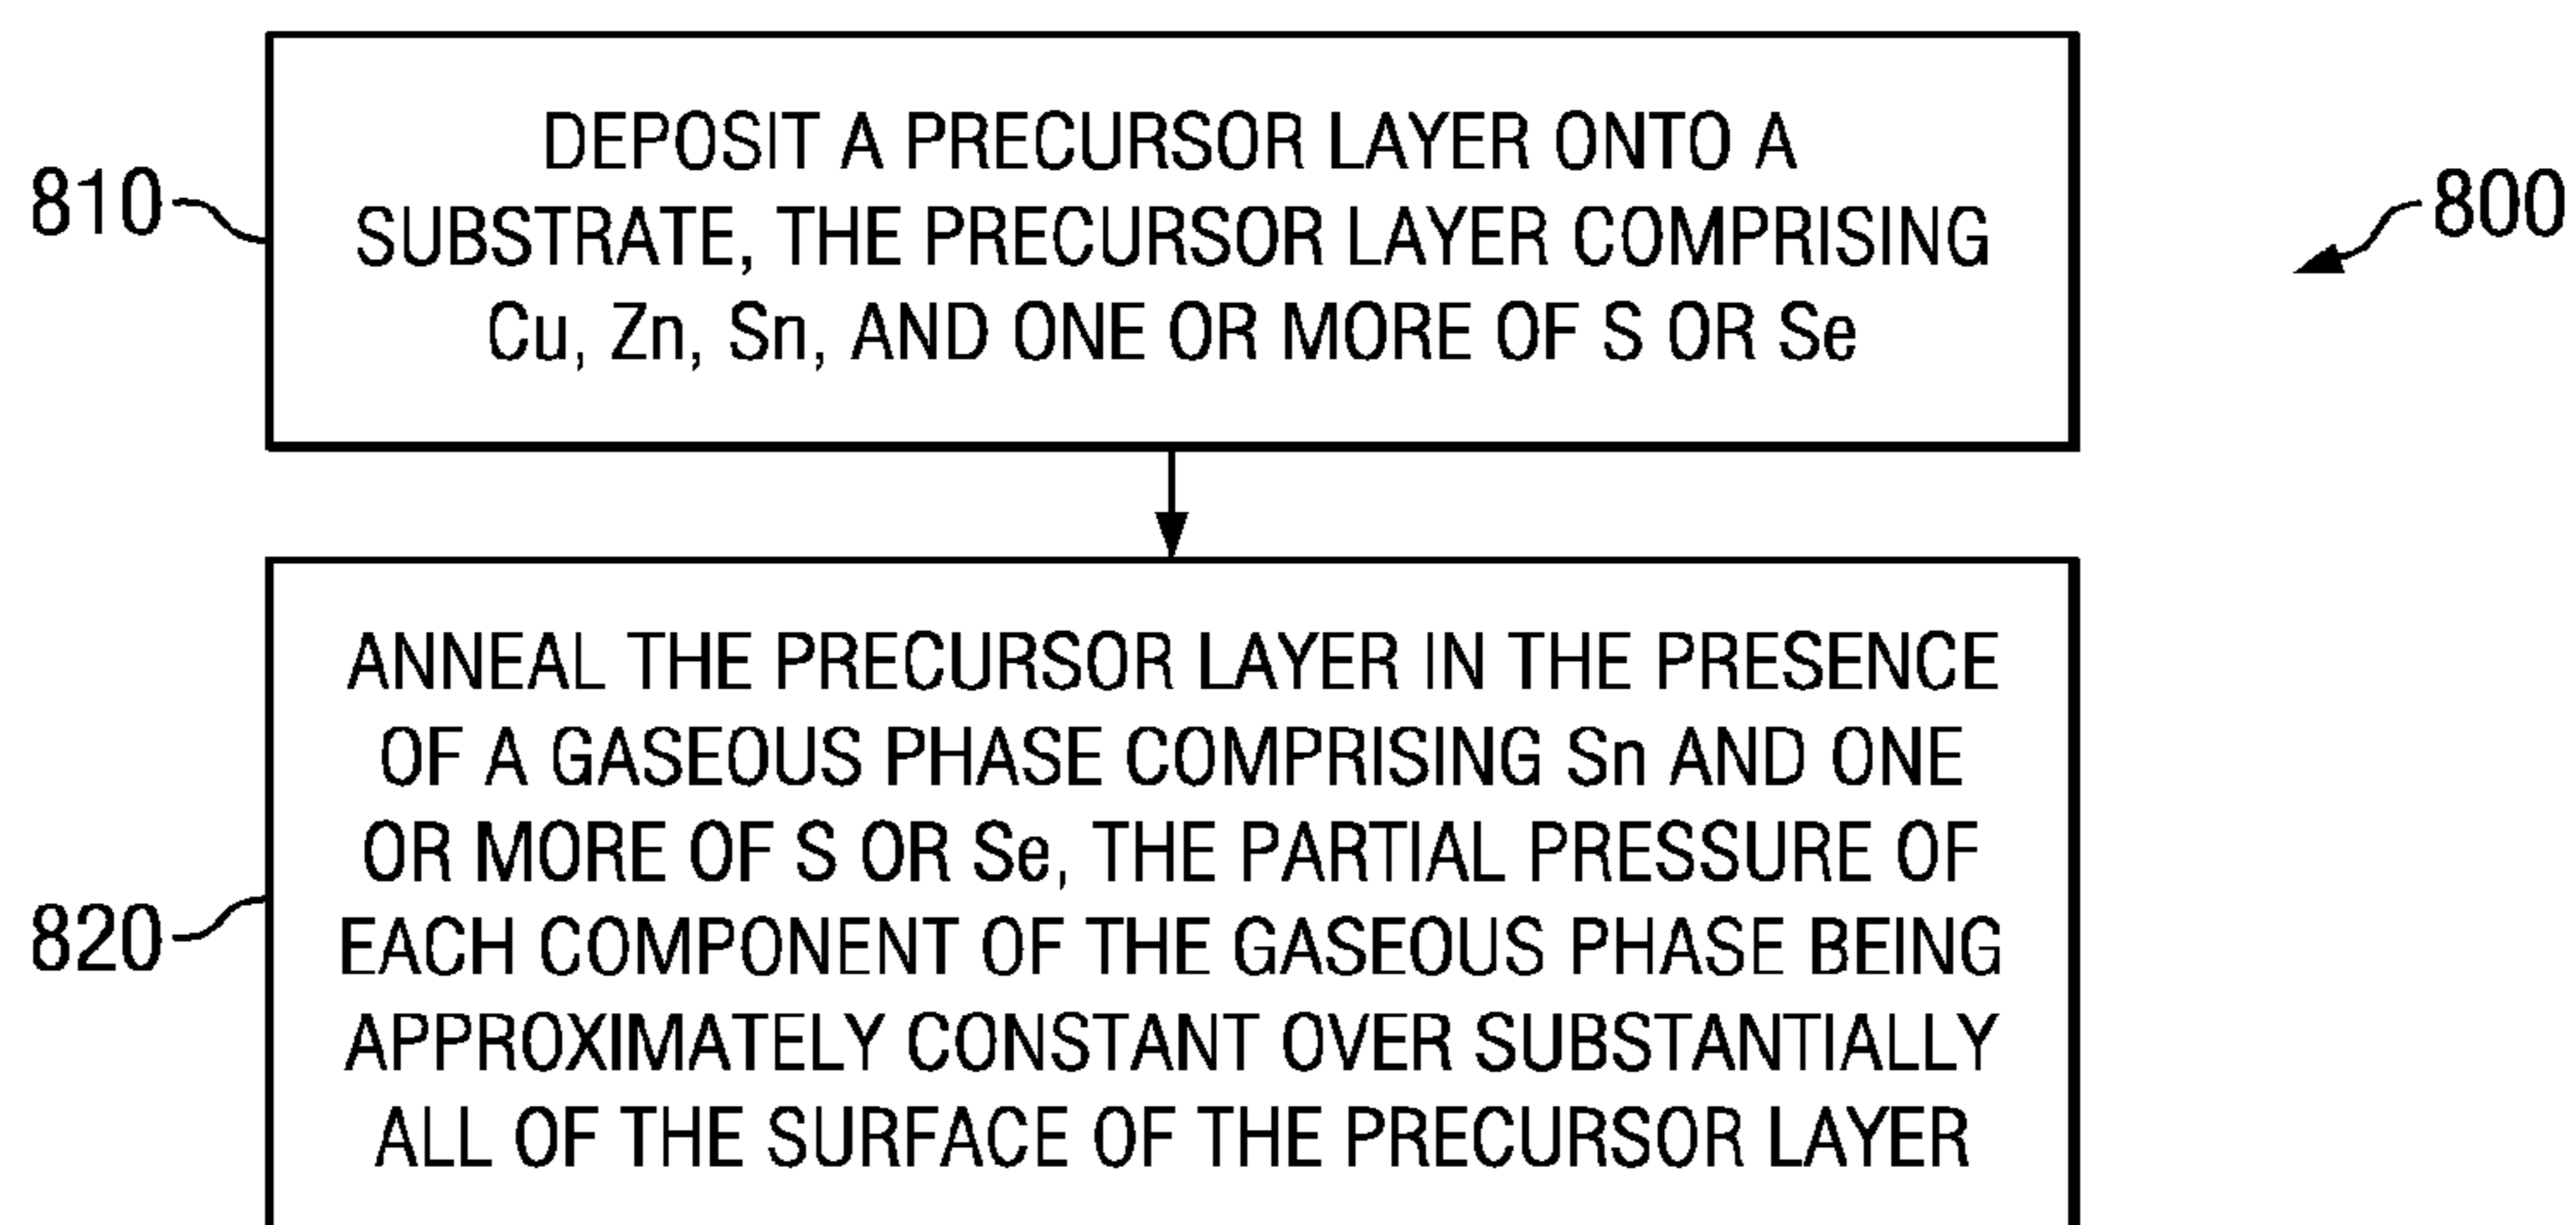 DEPOSIT A PRECURSOR LAYER ONTO A
SUBSTRATE, THE PRECURSOR LAYER COMPRISING
Cu, Zn, Sn, AND ONE OR MORE OF S OR Se
810
800
ANNEAL THE PRECURSOR LAYER IN THE PRESENCE
OF A GASEOUS PHASE COMPRISING Sn AND ONE
OR MORE OF S OR Se, THE PARTIAL PRESSURE OF
EACH COMPONENT OF THE GASEOUS PHASE BEING
APPROXIMATELY CONSTANT OVER SUBSTANTIALLY
ALL OF THE SURFACE OF THE PRECURSOR LAYER
820